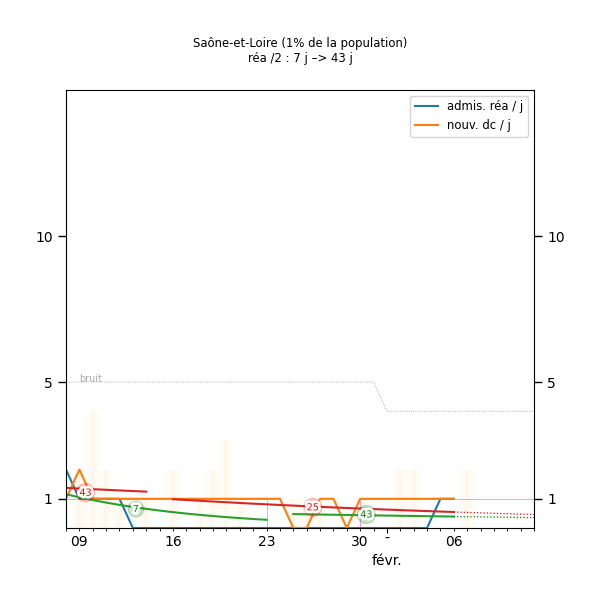 Saône-et-Loire (1% de la population)
réa /2 : 7 j −> 43 j
admis. réa / j
nouv. dc / j
10 10
bruit
5 5
43
7
25
43
1 1
09 16 23 30 - 06
févr.